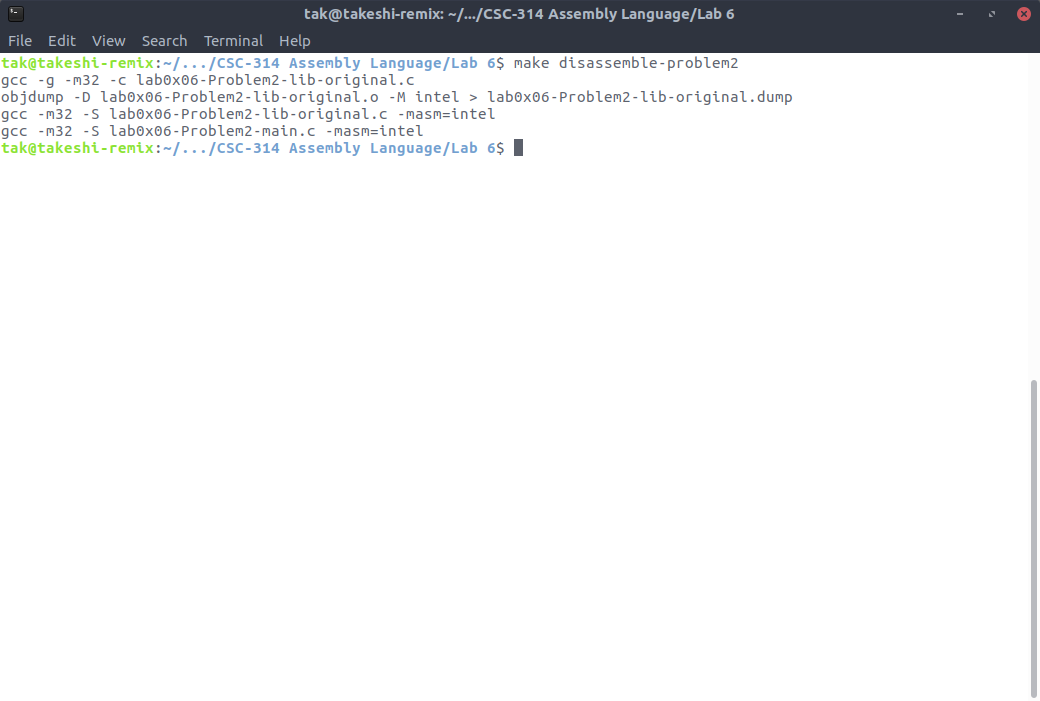 tak@takeshi-remix: ~/.../CSC-314 Assembly Language/Lab 6
File Edit View Search Terminal Help
tak@takeshi-remix:~/.../CSC-314 Assembly Language/Lab 6$ make disassemble-problem2
gcc -g -m32 -c lab0x06-Problem2-lib-original.c
objdump -D lab0x06-Problem2-lib-original.o -M intel > lab0x06-Problem2-lib-original.dump
gcc -m32 -S lab0x06-Problem2-lib-original.c -masm=intel
gcc -m32 -S lab0x06-Problem2-main.c -masm=intel
tak@takeshi-remix:~/.../CSC-314 Assembly Language/Lab 6$